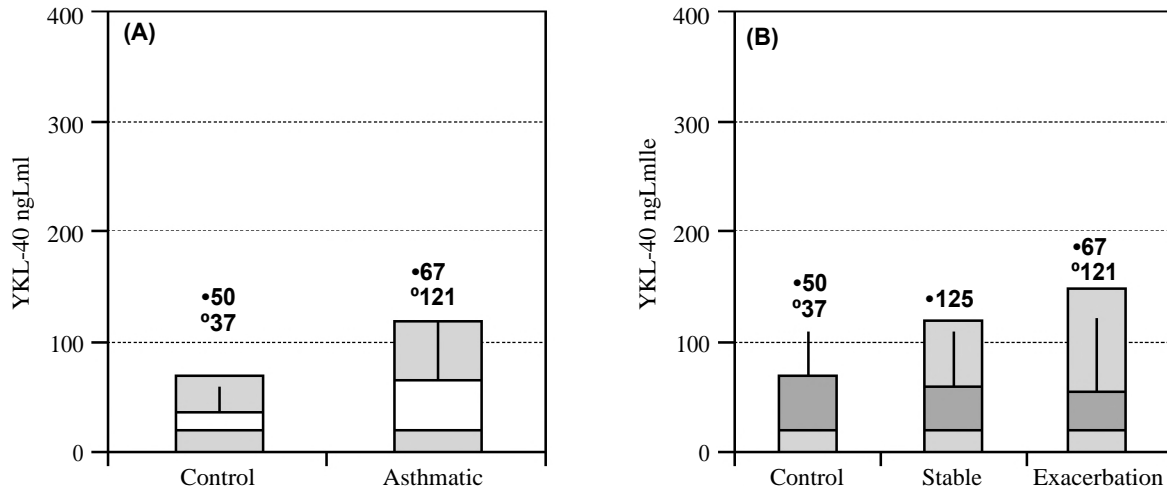 (A)
YKL-40 ngLml
400
300
200
100
0
•50
º37
•67
º121
Control
Asthmatic
(B)
YKL-40 ngLmlle
400
300
200
100
0
•50
º37
•125
•67
º121
Control
Stable
Exacerbation